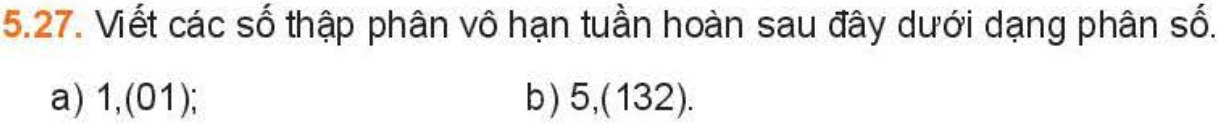 5.27. Viết các số thập phân vô hạn tuần hoàn sau đây dưới dạng phân số.
a) 1,(01); b) 5,(132).